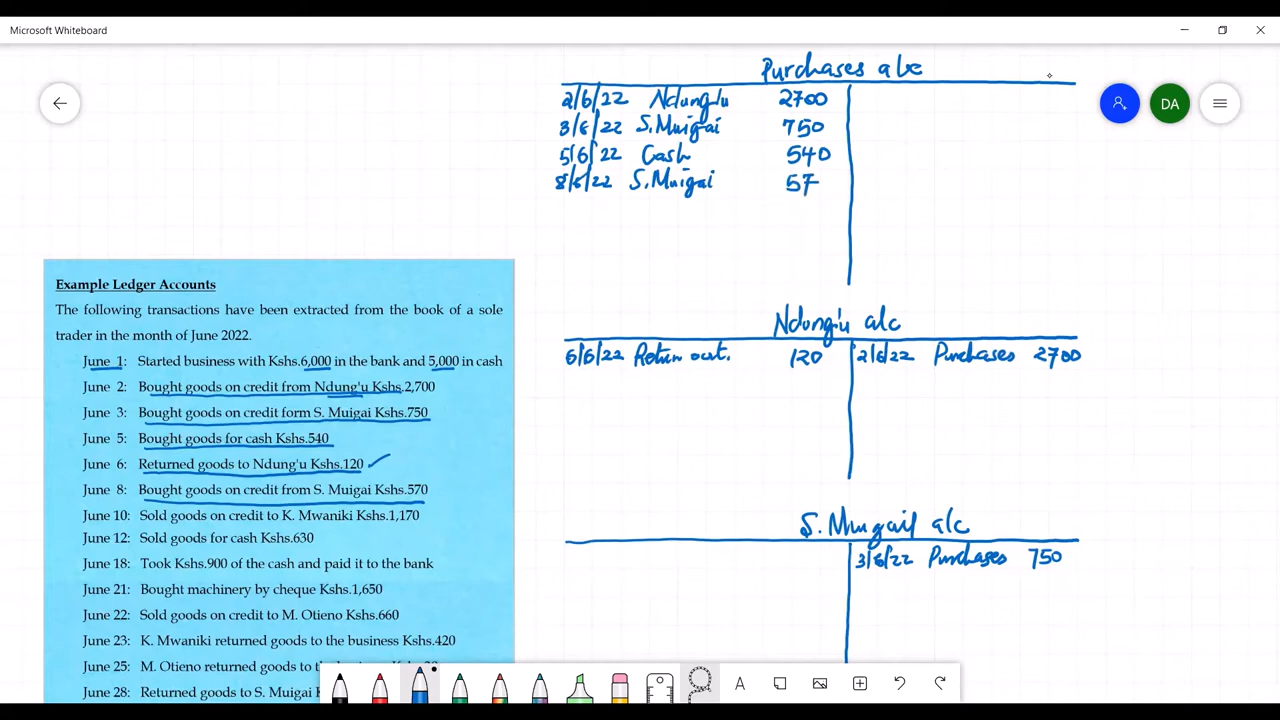 Microsoft Whiteboard
DA
Purchases a/c
2/6/22 Ndung'u 2700
3/6/22 S.Muigai 750
5/6/22 Cash 540
8/6/22 S.Muigai 57
Example Ledger Accounts
The following transactions have been extracted from the book of a sole
trader in the month of June 2022.
June 1: Started business with Kshs.6,000 in the bank and 5,000 in cash
June 2: Bought goods on credit from Ndung'u Kshs.2,700
June 3: Bought goods on credit form S. Muigai Kshs.750
June 5: Bought goods for cash Kshs.540
June 6: Returned goods to Ndung'u Kshs.120
June 8: Bought goods on credit from S. Muigai Kshs.570
June 10: Sold goods on credit to K. Mwaniki Kshs.1,170
June 12: Sold goods for cash Kshs.630
June 18: Took Kshs.900 of the cash and paid it to the bank
June 21: Bought machinery by cheque Kshs.1,650
June 22: Sold goods on credit to M. Otieno Kshs.660
June 23: K. Mwaniki returned goods to the business Kshs.420
June 25: M. Otieno returned goods to
June 28: Returned goods to S. Muigai
Ndung'u a/c
6/6/22 Return out. 120 2/6/22 Purchases 2700
S. Muigai a/c
3/6/22 Purchases 750
A